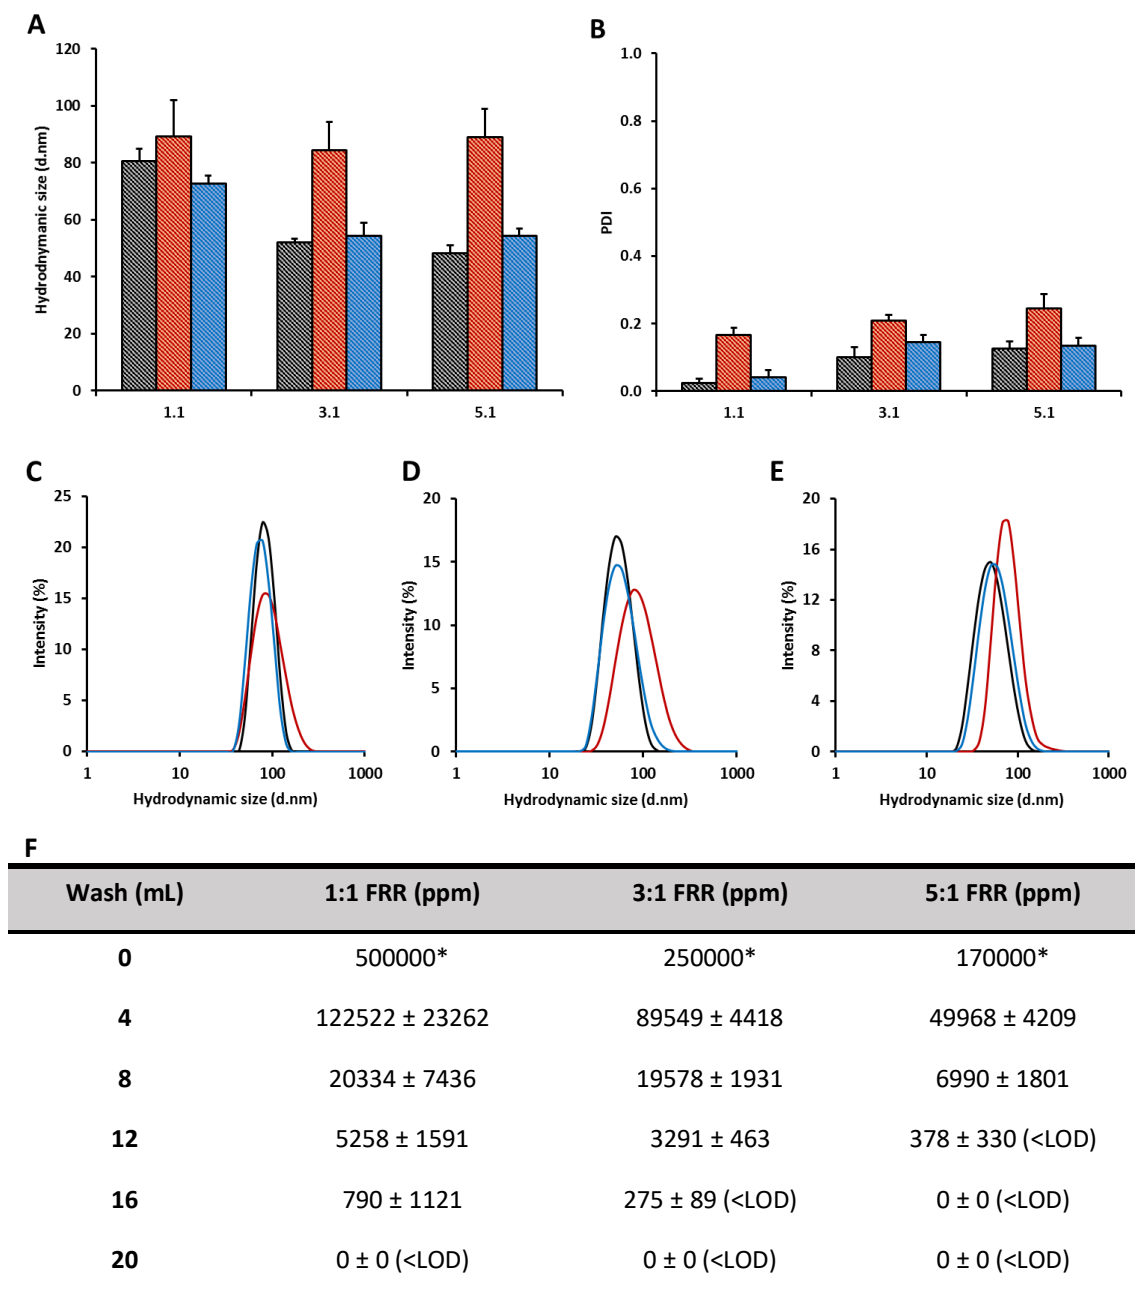 A
Hydrodnymanic size (d.nm)
120
100
80
60
40
20
0
1.1 3.1 5.1
B
PDI
1.0
0.8
0.6
0.4
0.2
0.0
1.1 3.1 5.1
C
Intensity (%)
25
20
15
10
5
0
1 10 100 1000
Hydrodynamic size (d.nm)
D
Intensity (%)
20
15
10
5
0
1 10 100 1000
Hydrodynamic size (d.nm)
E
Intensity (%)
20
16
12
8
4
0
1 10 100 1000
Hydrodynamic size (d.nm)
F
Wash (mL) 1:1 FRR (ppm) 3:1 FRR (ppm) 5:1 FRR (ppm)
0 500000* 250000* 170000*
4 122522 ± 23262 89549 ± 4418 49968 ± 4209
8 20334 ± 7436 19578 ± 1931 6990 ± 1801
12 5258 ± 1591 3291 ± 463 378 ± 330 (<LOD)
16 790 ± 1121 275 ± 89 (<LOD) 0 ± 0 (<LOD)
20 0 ± 0 (<LOD) 0 ± 0 (<LOD) 0 ± 0 (<LOD)